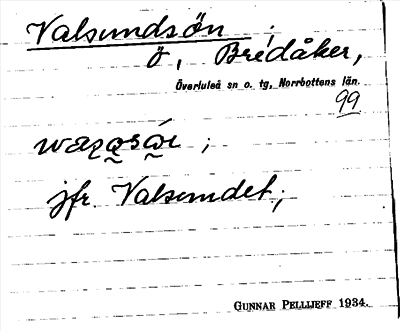 Valsundsön ;
ö, Bredåker,
Överluleå sn o. tg, Norrbottens län.
99
;
jfr. Valsundet;
GUNNAR PELLIJEFF 1934.